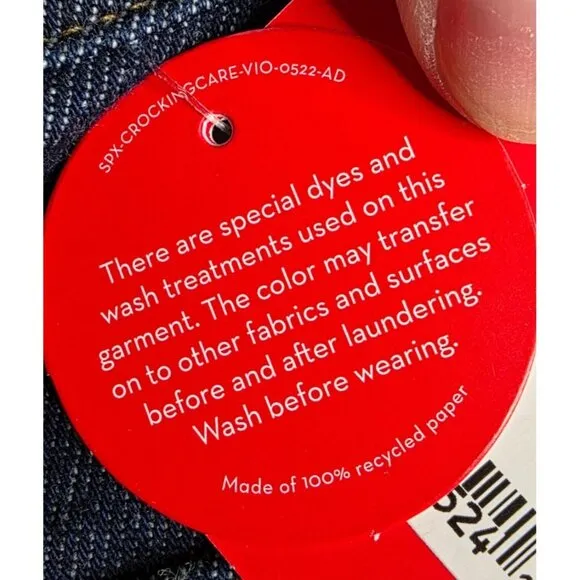 SPX-CROCKINGCARE-VIO-0522-AD
There are special dyes and
wash treatments used on this
garment. The color may transfer
on to other fabrics and surfaces
before and after laundering.
Wash before wearing.
Made of 100% recycled paper
524